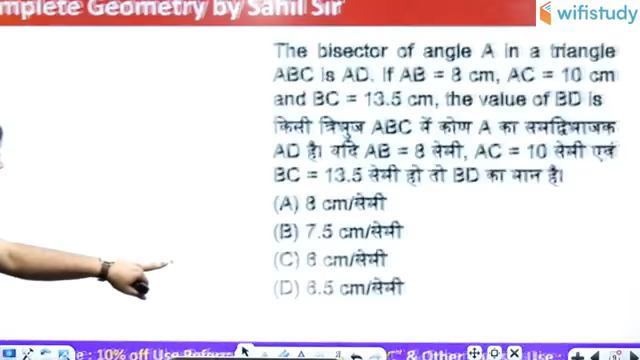 mplete Geometry by Sahil Sir
wifistudy
The bisector of angle A in a triangle
ABC is AD. If AB = 8 cm, AC = 10 cm
and BC = 13.5 cm, the value of BD is
किसी त्रिभुज ABC में कोण A का समद्विभाजक
AD है। यदि AB = 8 सेमी, AC = 10 सेमी एवं
BC = 13.5 सेमी हो तो BD का मान है।
(A) 8 cm/सेमी
(B) 7.5 cm/सेमी
(C) 6 cm/सेमी
(D) 6.5 cm/सेमी
e : 10% off Use Referra
& Other
Use :